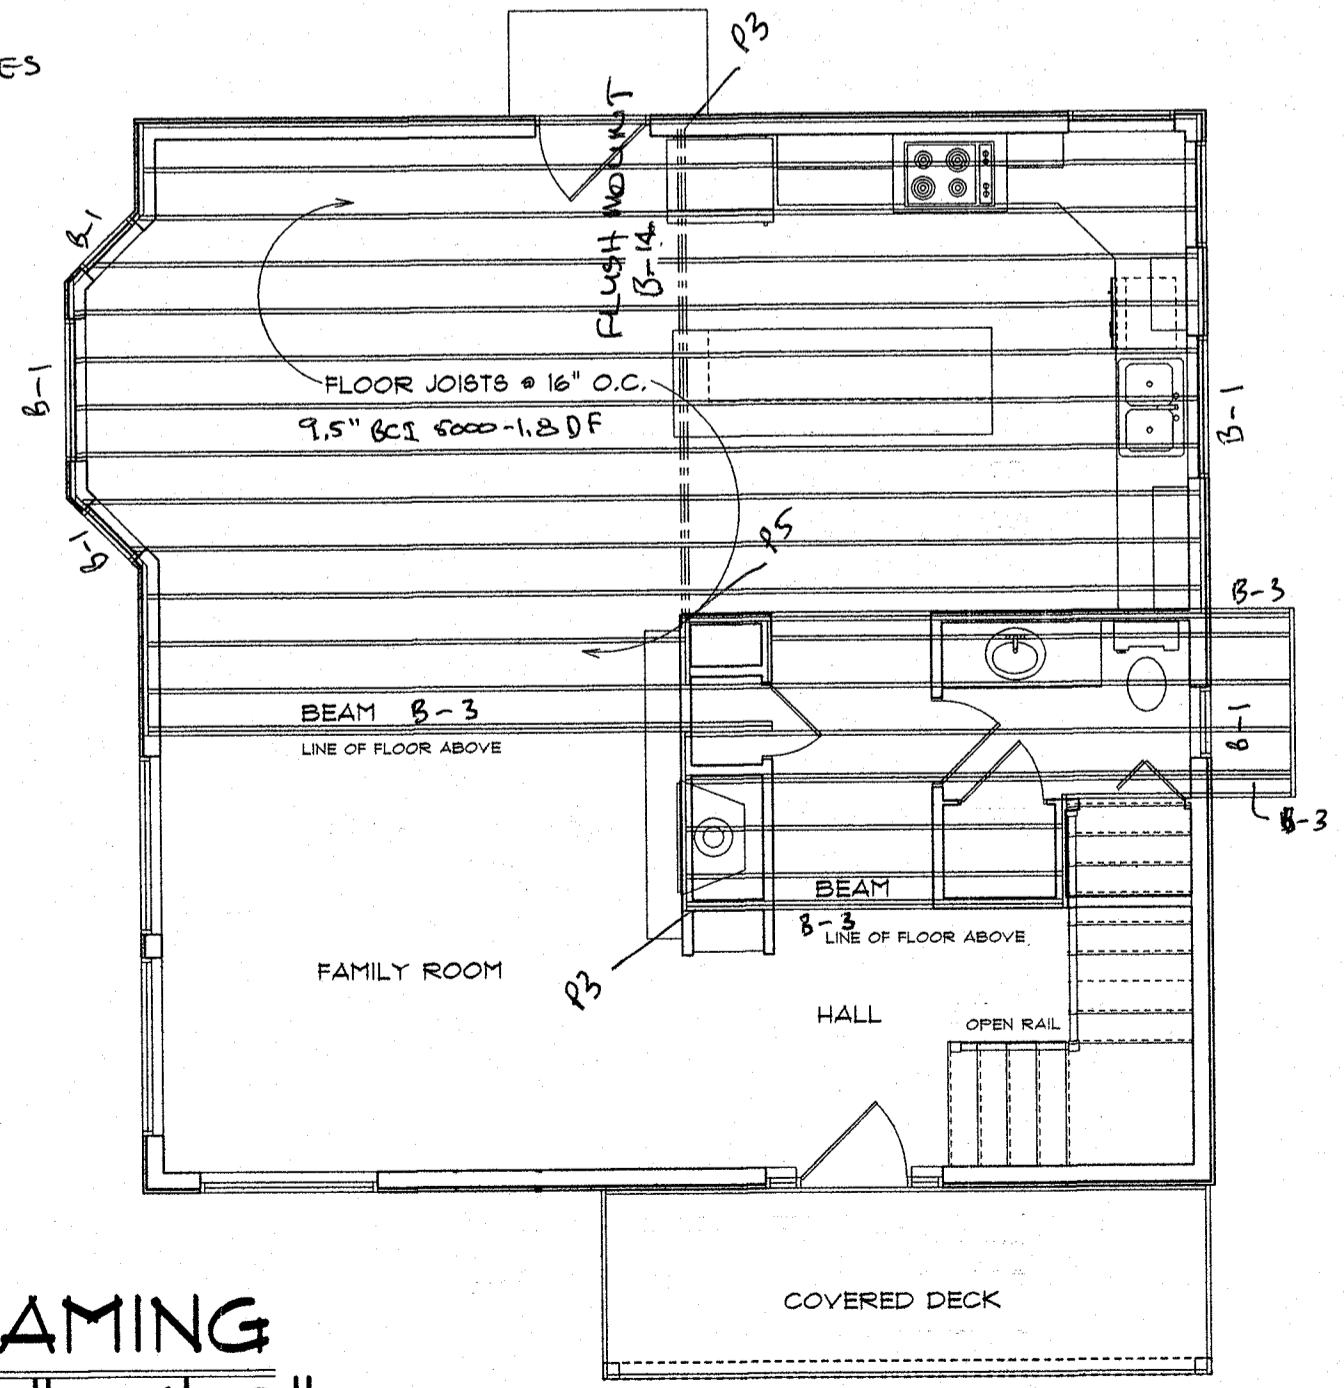 ES
P3
FLUSH MOUNT
B-14
B-1
B-1
FLOOR JOISTS @ 16" O.C.
9.5" BCI 5000-1.8 DF
B-1
B-1
P5
B-3
BEAM B-3
LINE OF FLOOR ABOVE
B-1
B-3
BEAM
B-3
LINE OF FLOOR ABOVE
P3
FAMILY ROOM
HALL
OPEN RAIL
COVERED DECK
AMING